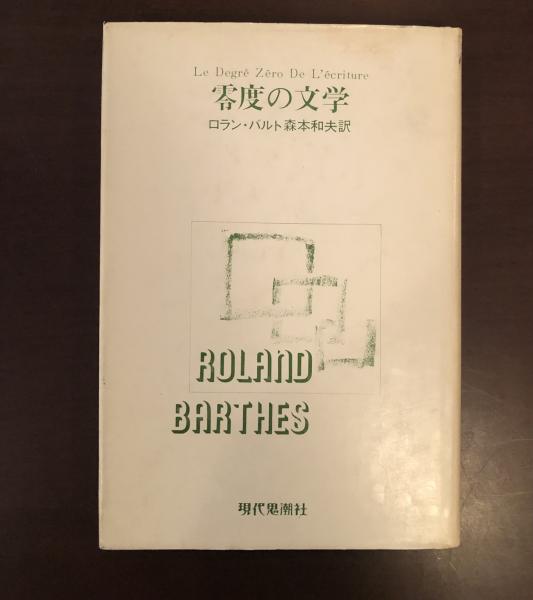 Le Degrē Zēro De L'ēcriture
零度の文学
ロラン・バルト森本和夫訳
ROLAND
BARTHES
現代思潮社